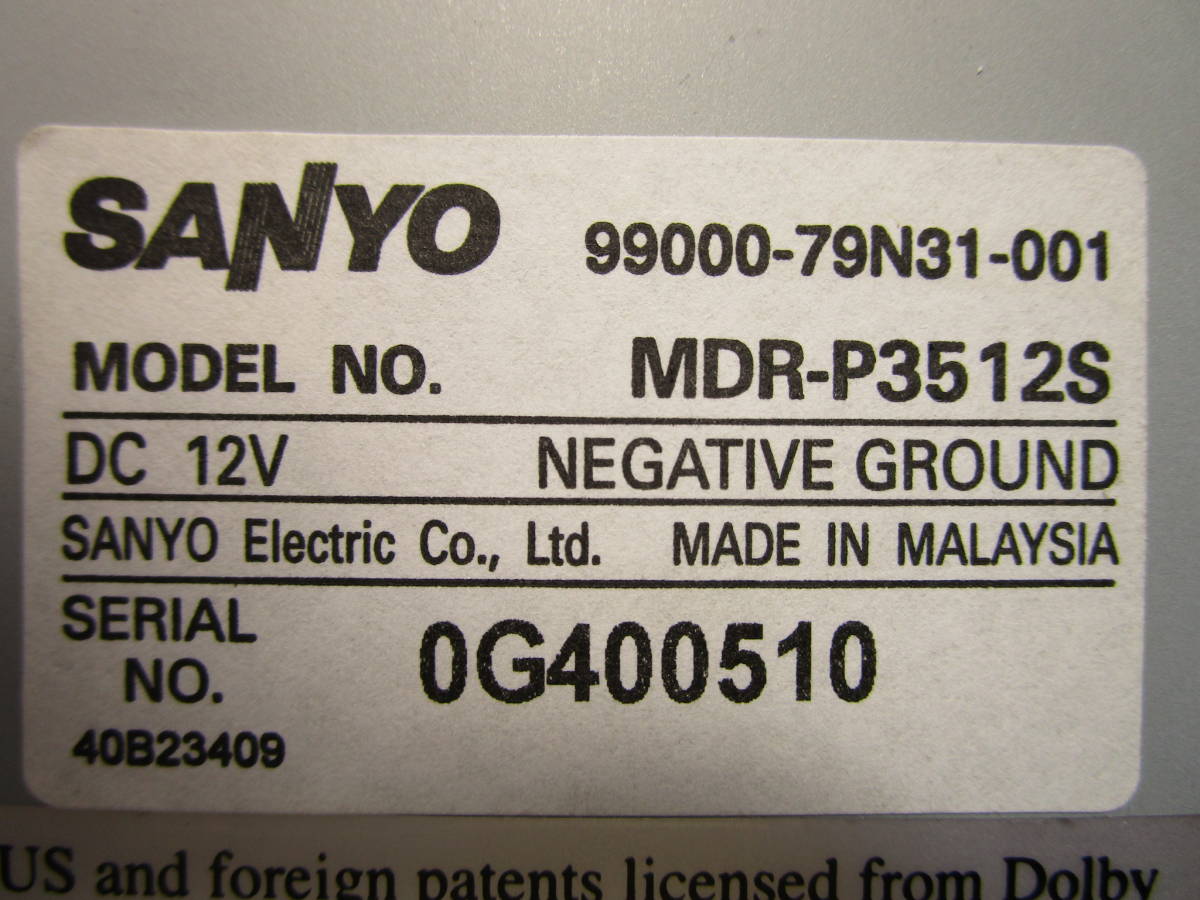 SANYO 99000-79N31-001
MODEL NO. MDR-P3512S
DC 12V NEGATIVE GROUND
SANYO Electric Co., Ltd. MADE IN MALAYSIA
SERIAL NO. 0G400510
40B23409
US and foreign patents licensed from Dolby